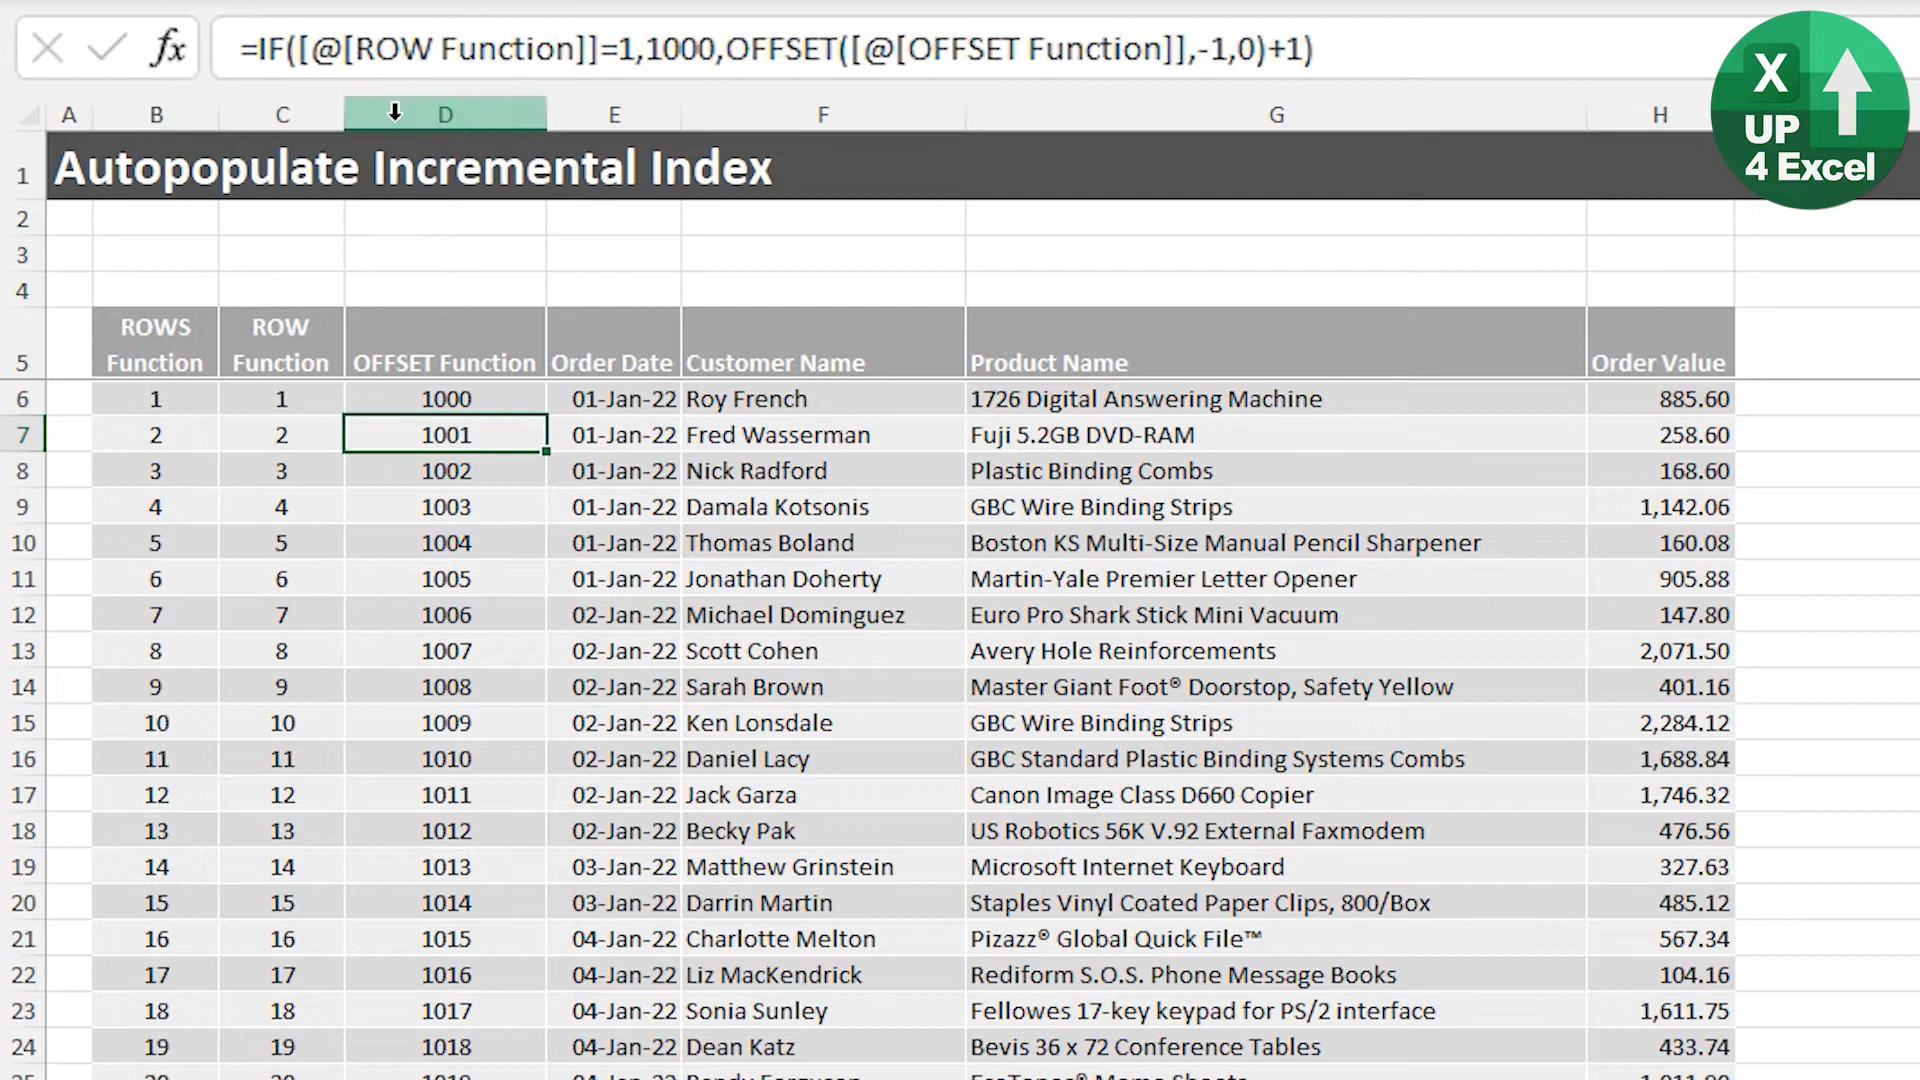 fx =IF([@[ROW Function]]=1,1000,OFFSET([@[OFFSET Function]],-1,0)+1)
X UP 4 Excel
A B C D E F G H
1 Autopopulate Incremental Index
2
3
4
5 ROWS Function ROW Function OFFSET Function Order Date Customer Name Product Name Order Value
6 1 1 1000 01-Jan-22 Roy French 1726 Digital Answering Machine 885.60
7 2 2 1001 01-Jan-22 Fred Wasserman Fuji 5.2GB DVD-RAM 258.60
8 3 3 1002 01-Jan-22 Nick Radford Plastic Binding Combs 168.60
9 4 4 1003 01-Jan-22 Damala Kotsonis GBC Wire Binding Strips 1,142.06
10 5 5 1004 01-Jan-22 Thomas Boland Boston KS Multi-Size Manual Pencil Sharpener 160.08
11 6 6 1005 01-Jan-22 Jonathan Doherty Martin-Yale Premier Letter Opener 905.88
12 7 7 1006 02-Jan-22 Michael Dominguez Euro Pro Shark Stick Mini Vacuum 147.80
13 8 8 1007 02-Jan-22 Scott Cohen Avery Hole Reinforcements 2,071.50
14 9 9 1008 02-Jan-22 Sarah Brown Master Giant Foot® Doorstop, Safety Yellow 401.16
15 10 10 1009 02-Jan-22 Ken Lonsdale GBC Wire Binding Strips 2,284.12
16 11 11 1010 02-Jan-22 Daniel Lacy GBC Standard Plastic Binding Systems Combs 1,688.84
17 12 12 1011 02-Jan-22 Jack Garza Canon Image Class D660 Copier 1,746.32
18 13 13 1012 02-Jan-22 Becky Pak US Robotics 56K V.92 External Faxmodem 476.56
19 14 14 1013 03-Jan-22 Matthew Grinstein Microsoft Internet Keyboard 327.63
20 15 15 1014 03-Jan-22 Darrin Martin Staples Vinyl Coated Paper Clips, 800/Box 485.12
21 16 16 1015 04-Jan-22 Charlotte Melton Pizazz® Global Quick File™ 567.34
22 17 17 1016 04-Jan-22 Liz MacKendrick Rediform S.O.S. Phone Message Books 104.16
23 18 18 1017 04-Jan-22 Sonia Sunley Fellowes 17-key keypad for PS/2 interface 1,611.75
24 19 19 1018 04-Jan-22 Dean Katz Bevis 36 x 72 Conference Tables 433.74